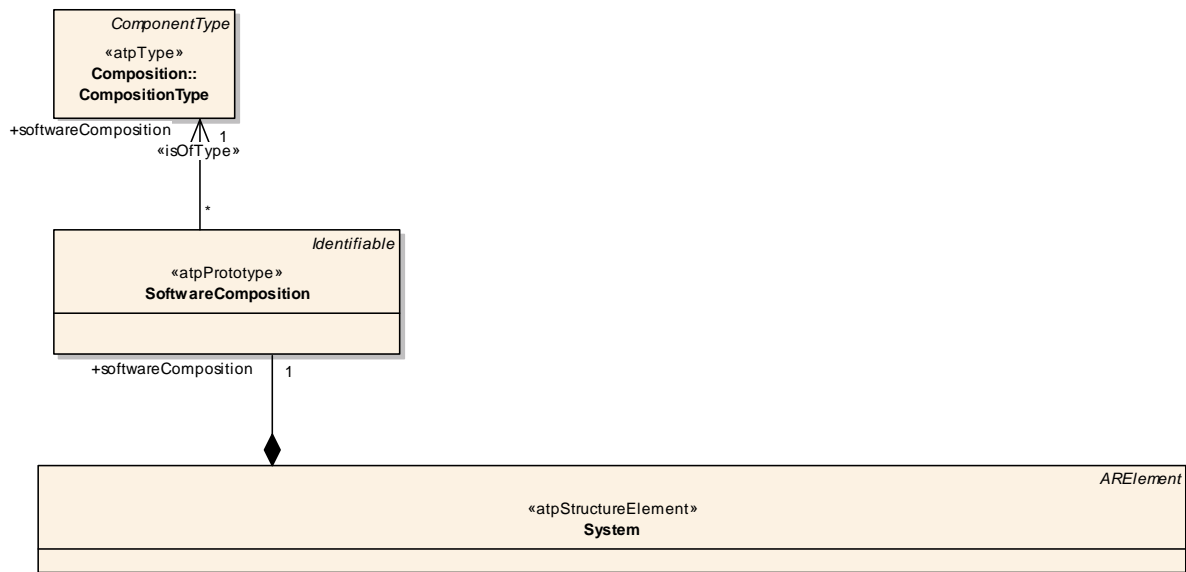 ComponentType
«atpType»
Composition::
CompositionType
+softwareComposition
1
«isOfType»
*
Identifiable
«atpPrototype»
SoftwareComposition
+softwareComposition
1
ARElement
«atpStructureElement»
System